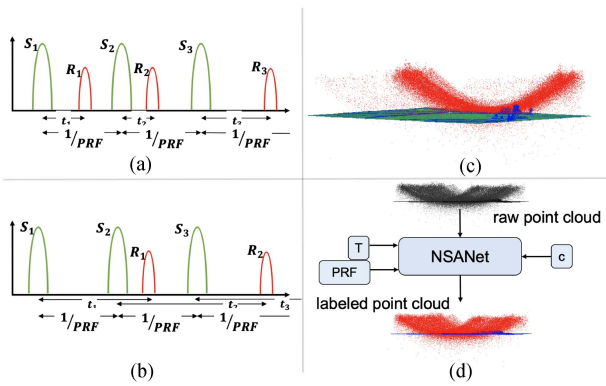 S₁ S₂ S₃
R₁ R₂ R₃
t₁ t₂ t₃
1/PRF 1/PRF 1/PRF
(a)
(c)
S₁ S₂ S₃
R₁ R₂
t₁ t₂ t₃
1/PRF 1/PRF 1/PRF
(b)
raw point cloud
T
NSANet
c
PRF
labeled point cloud
(d)